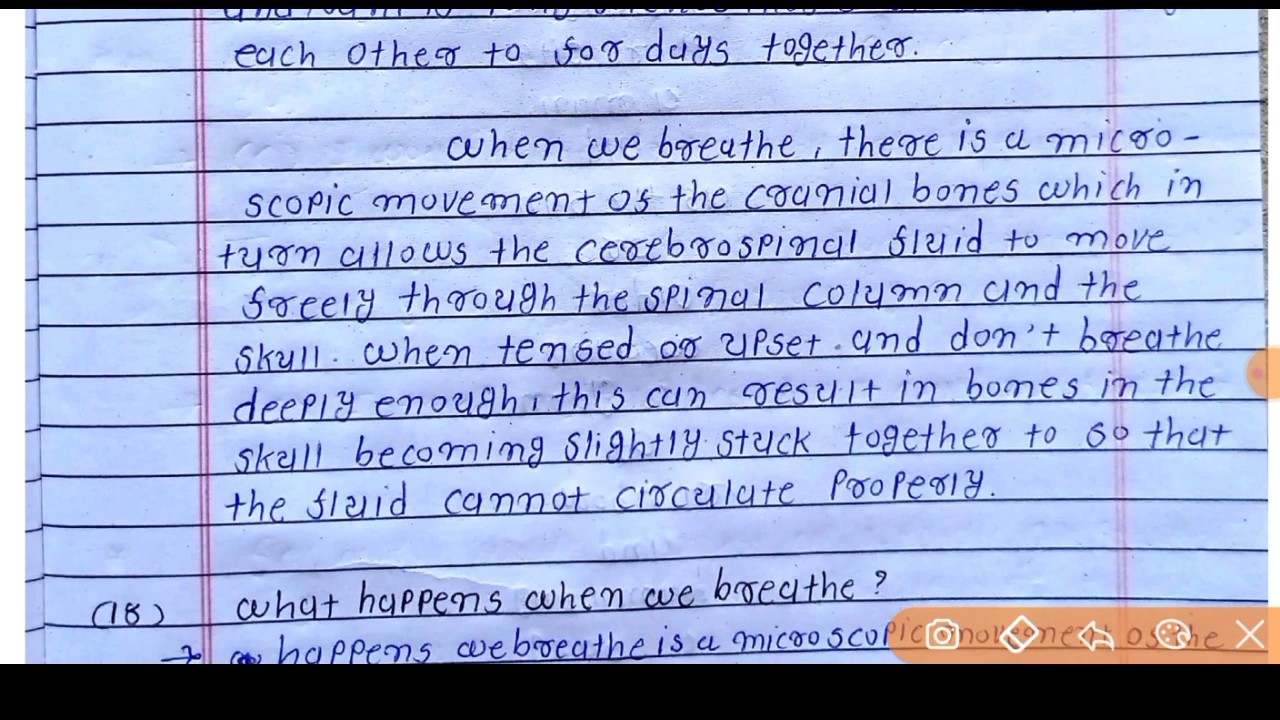 each other to for days together.
when we breathe, there is a micro-
scopic movement of the cranial bones which in
turn allows the cerebrospinal fluid to move
freely through the spinal column and the
skull. when tensed or upset. and don't breathe
deeply enough, this can result in bones in the
skull becoming slightly stuck together to so that
the fluid cannot circulate properly.
(18) what happens when we breathe?
→ happens we breathe is a microscopic movement of the